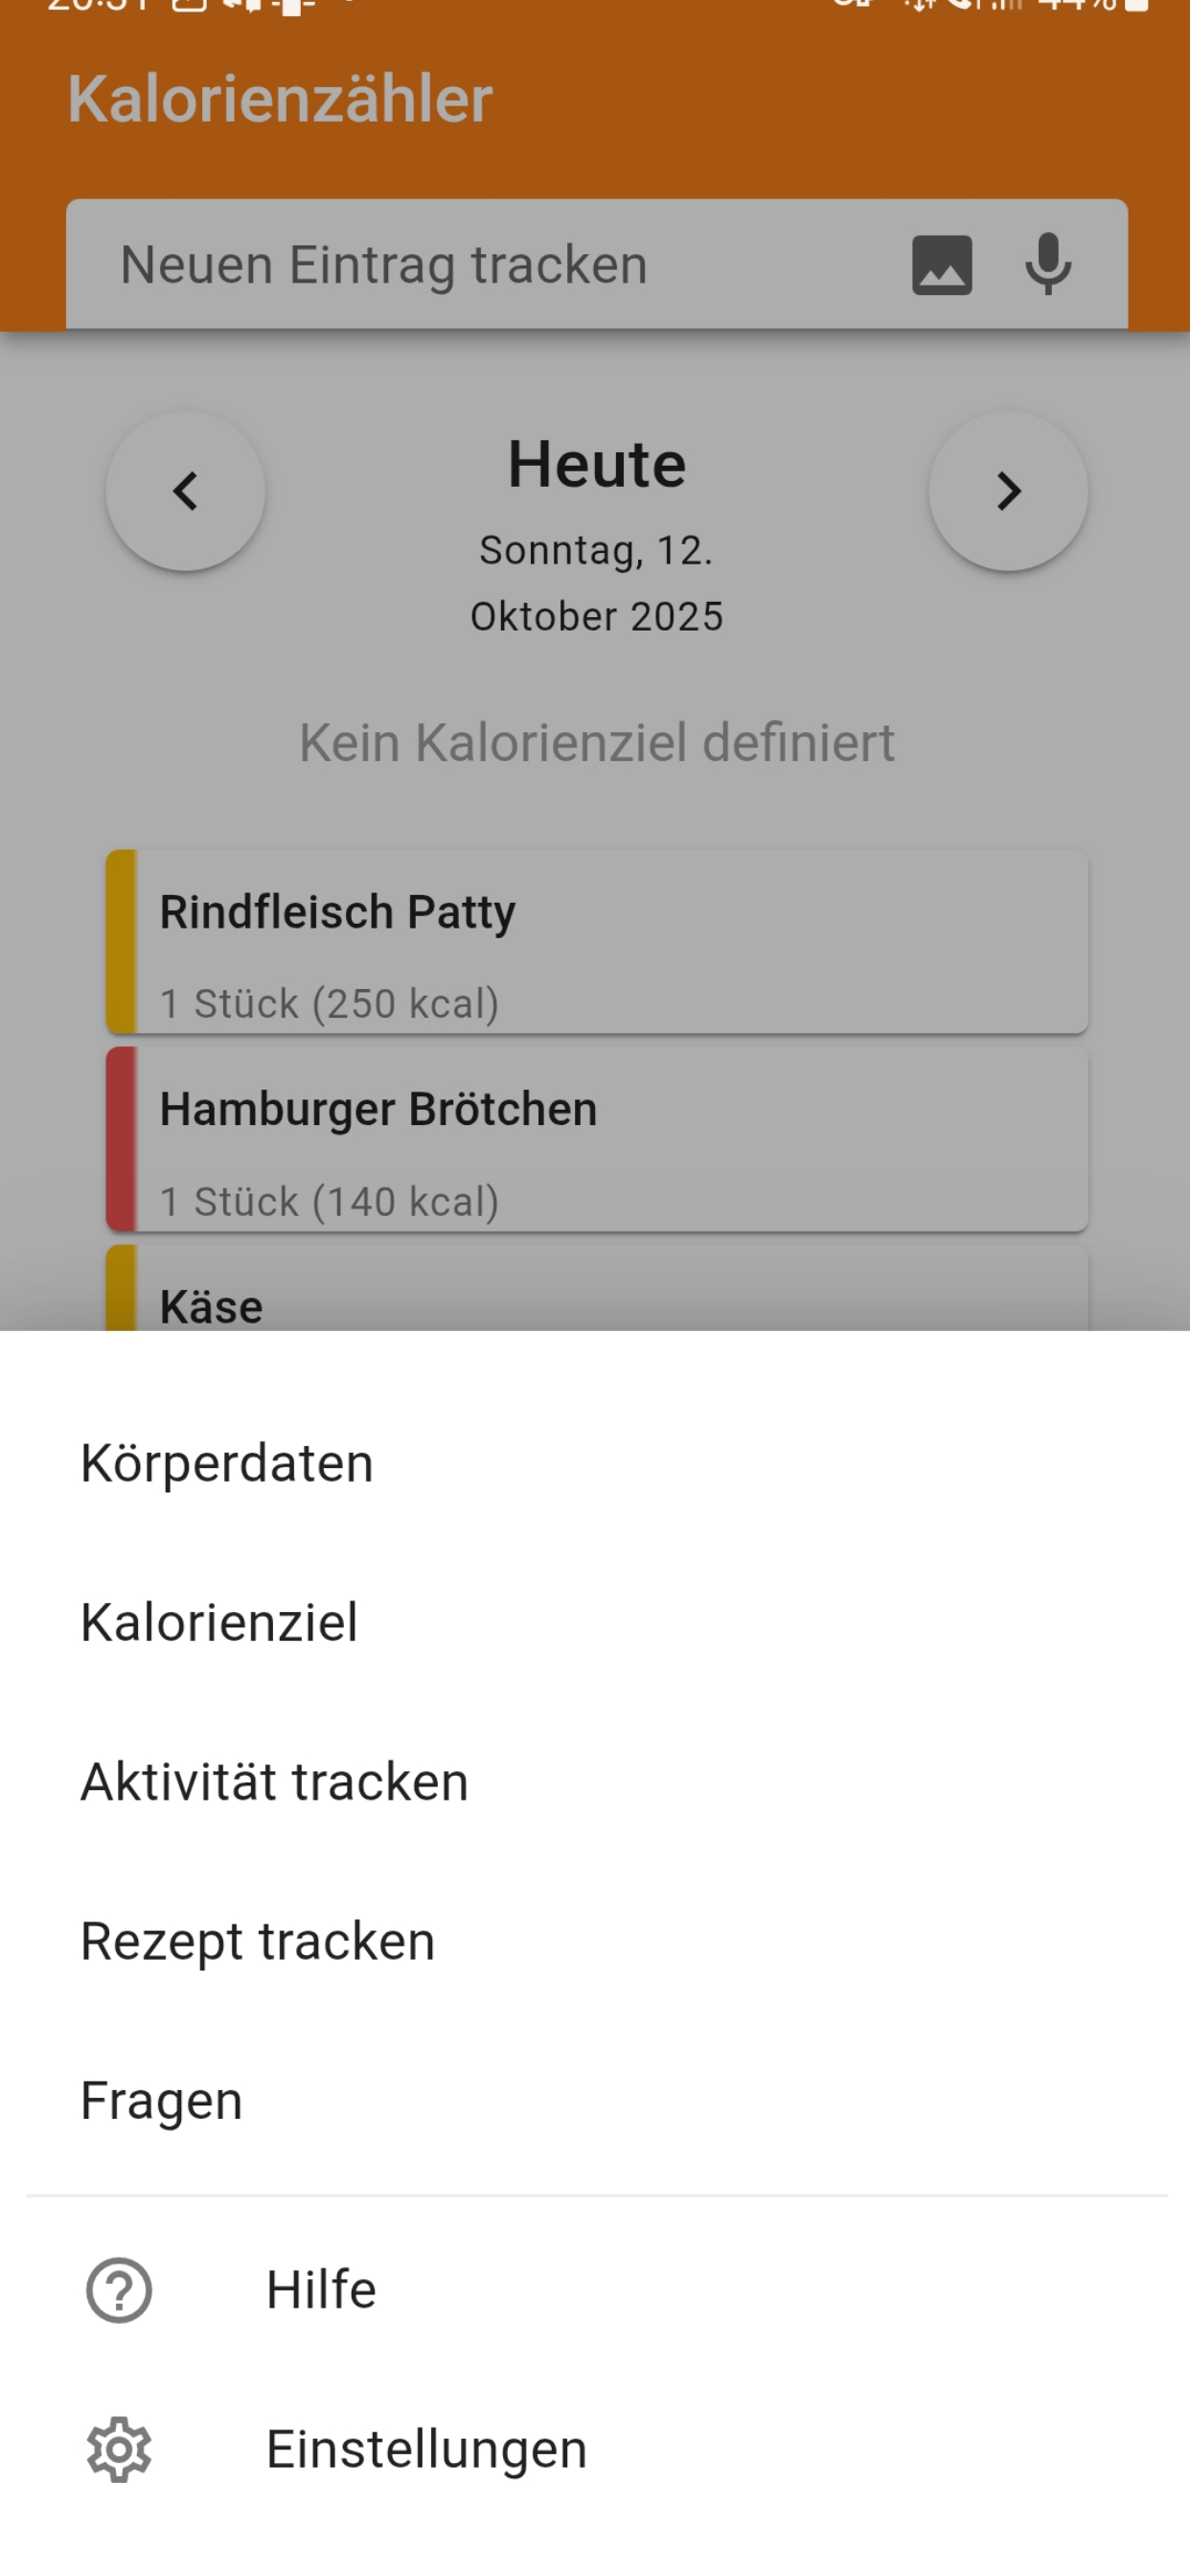 Kalorienzähler
Neuen Eintrag tracken
Heute
Sonntag, 12.
Oktober 2025
Kein Kalorienziel definiert
Rindfleisch Patty
1 Stück (250 kcal)
Hamburger Brötchen
1 Stück (140 kcal)
Käse
Körperdaten
Kalorienziel
Aktivität tracken
Rezept tracken
Fragen
Hilfe
Einstellungen